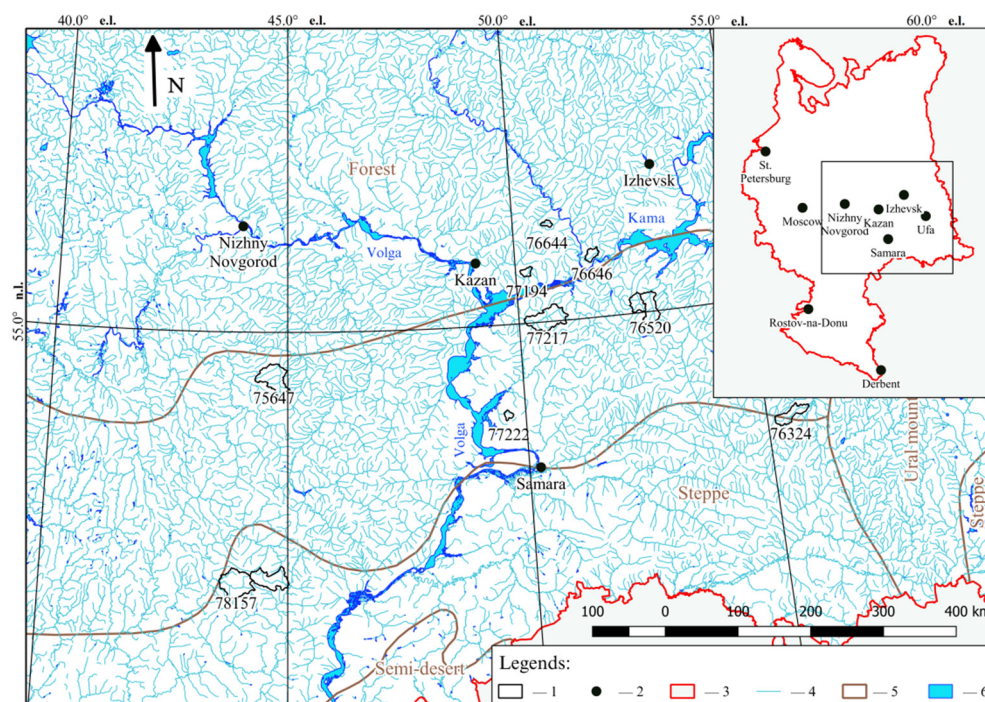 40.0° e.l. 50.0° e.l. 55.0° e.l. 60.0° e.l.
N
Forest
St.
Petersburg
Izhevsk
Izhevsk
Moscow
Nizhny
Novgorod
Kazan
Ufa
Samara
Nizhny
Novgorod
Volga
76644
Kama
76646
Kazan
77194
n.l.
55.0°
77217
76520
Rostov-na-Donu
Derbent
75647
Volga
77222
76324
Samara
Steppe
Ural-mount
Steppe
78157
100 0 100 200 300 400 km
Semi-desert
Legends:
— 1 — 2 — 3 — 4 — 5 — 6